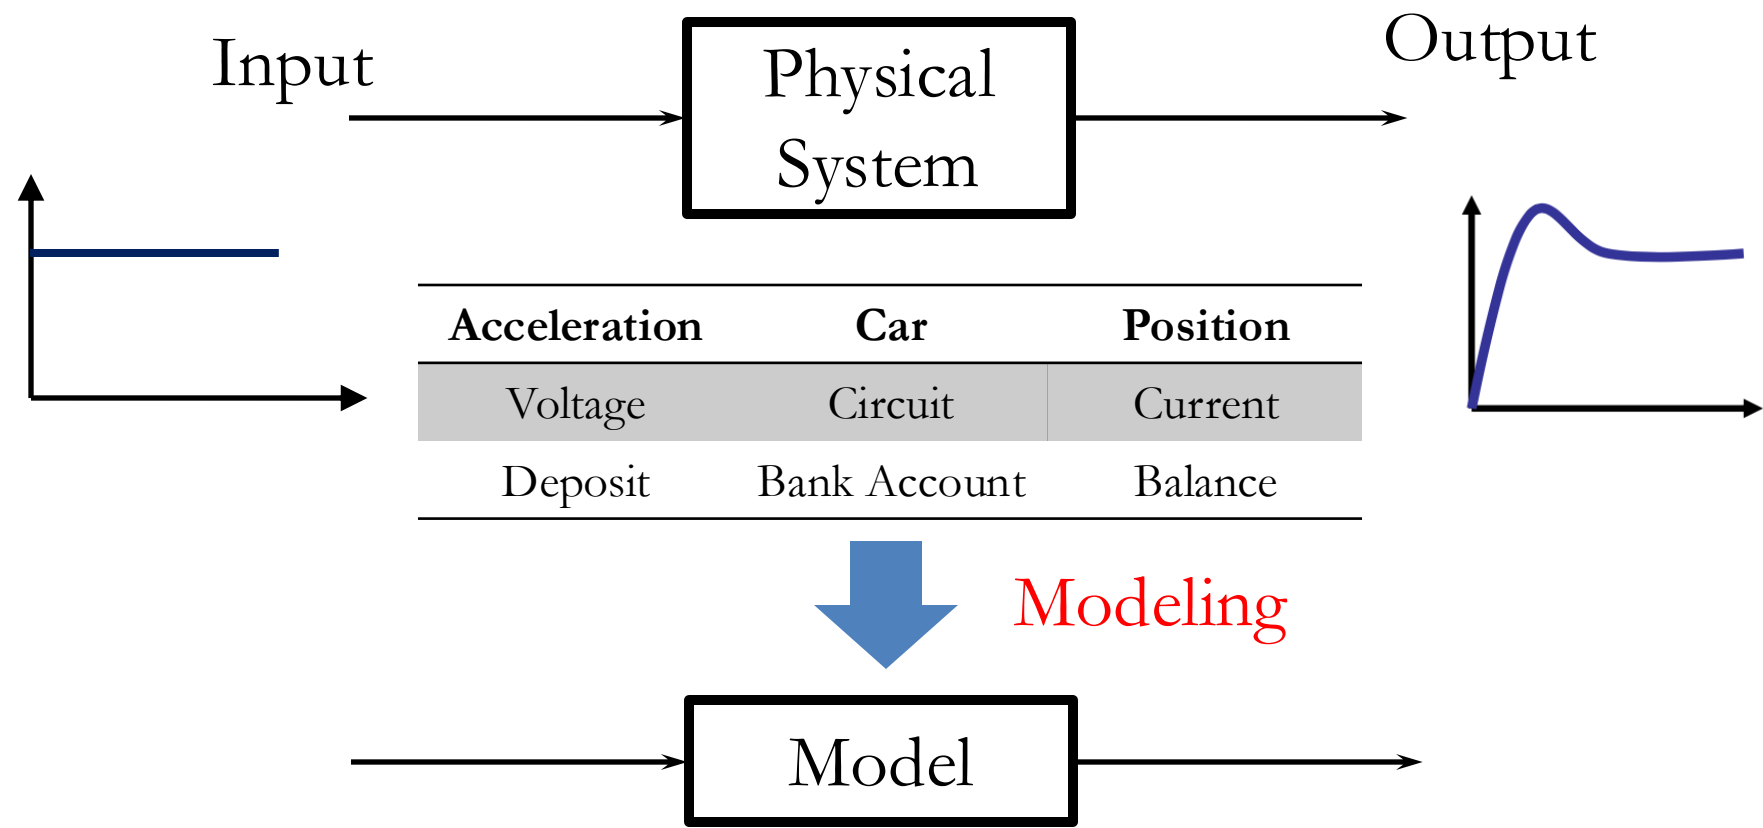 Input
Output
Physical
System
Acceleration Car Position
Voltage Circuit Current
Deposit Bank Account Balance
Modeling
Model